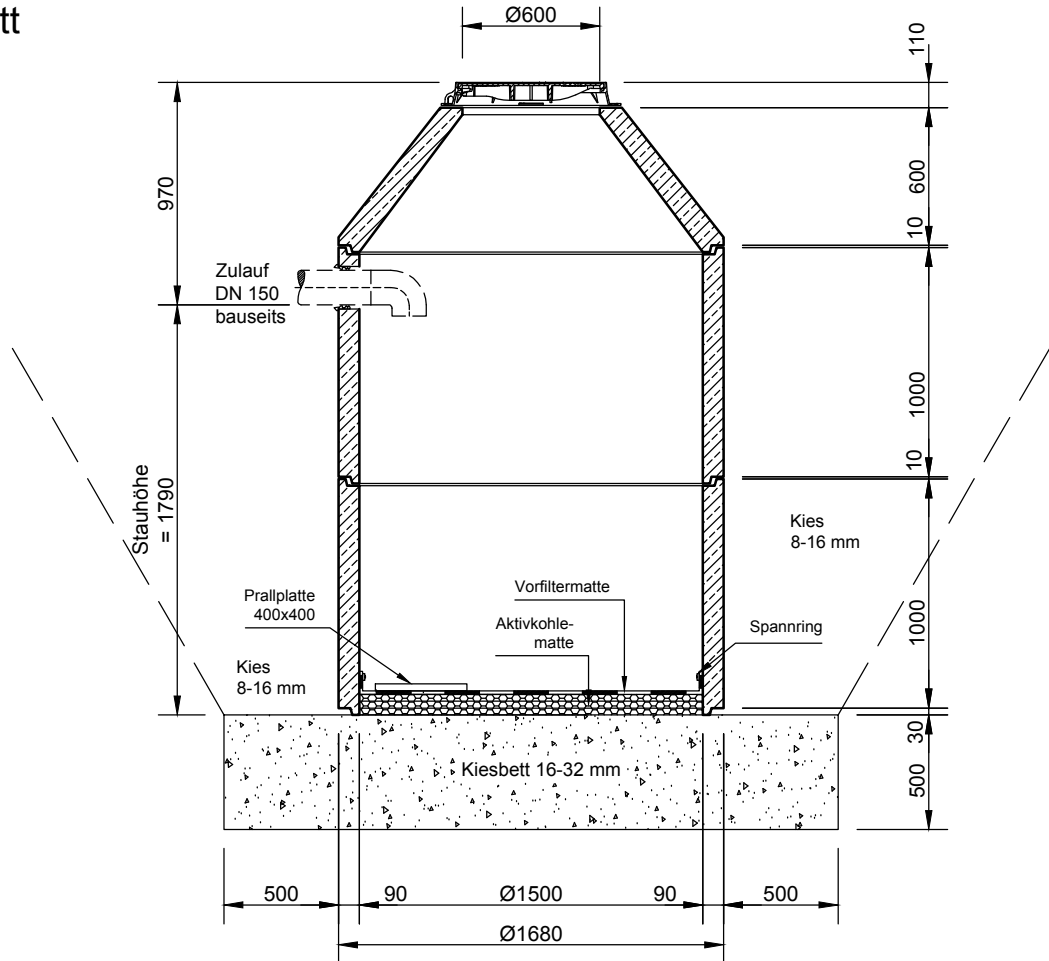 tt
Ø600
110
970
600
10
Zulauf
DN 150
bauseits
1000
10
Stauhöhe
= 1790
Kies
8-16 mm
Prallplatte
400x400
Vorfiltermatte
Aktivkohle-
matte
Spannring
1000
Kies
8-16 mm
30
Kiesbett 16-32 mm
500
500
90
Ø1500
90
500
Ø1680